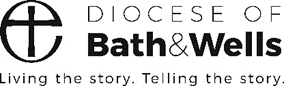 DIOCESE OF
Bath&Wells
Living the story. Telling the story.